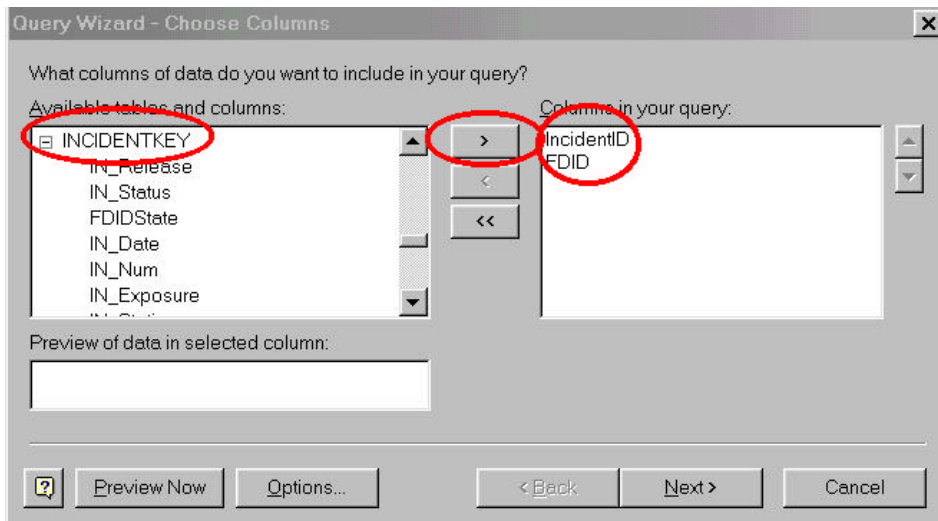 Query Wizard - Choose Columns
What columns of data do you want to include in your query?
Available tables and columns:
Columns in your query:
INCIDENTKEY
IN_Release
IN_Status
FDIDState
IN_Date
IN_Num
IN_Exposure
>
<
<<
IncidentID
FDID
Preview of data in selected column:
?
Preview Now
Options...
< Back
Next >
Cancel